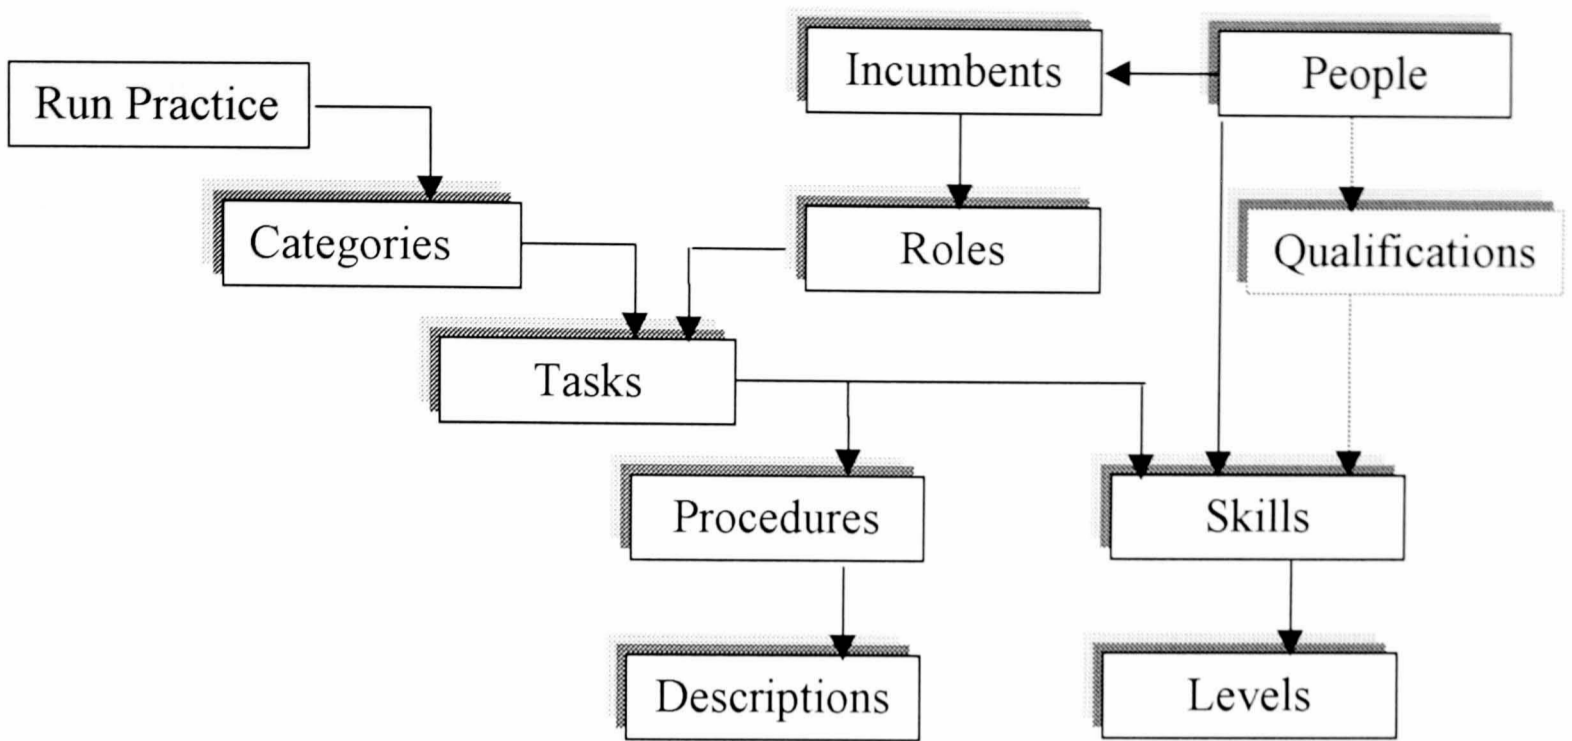 Incumbents
People
Run Practice
Categories
Roles
Qualifications
Tasks
Procedures
Skills
Descriptions
Levels